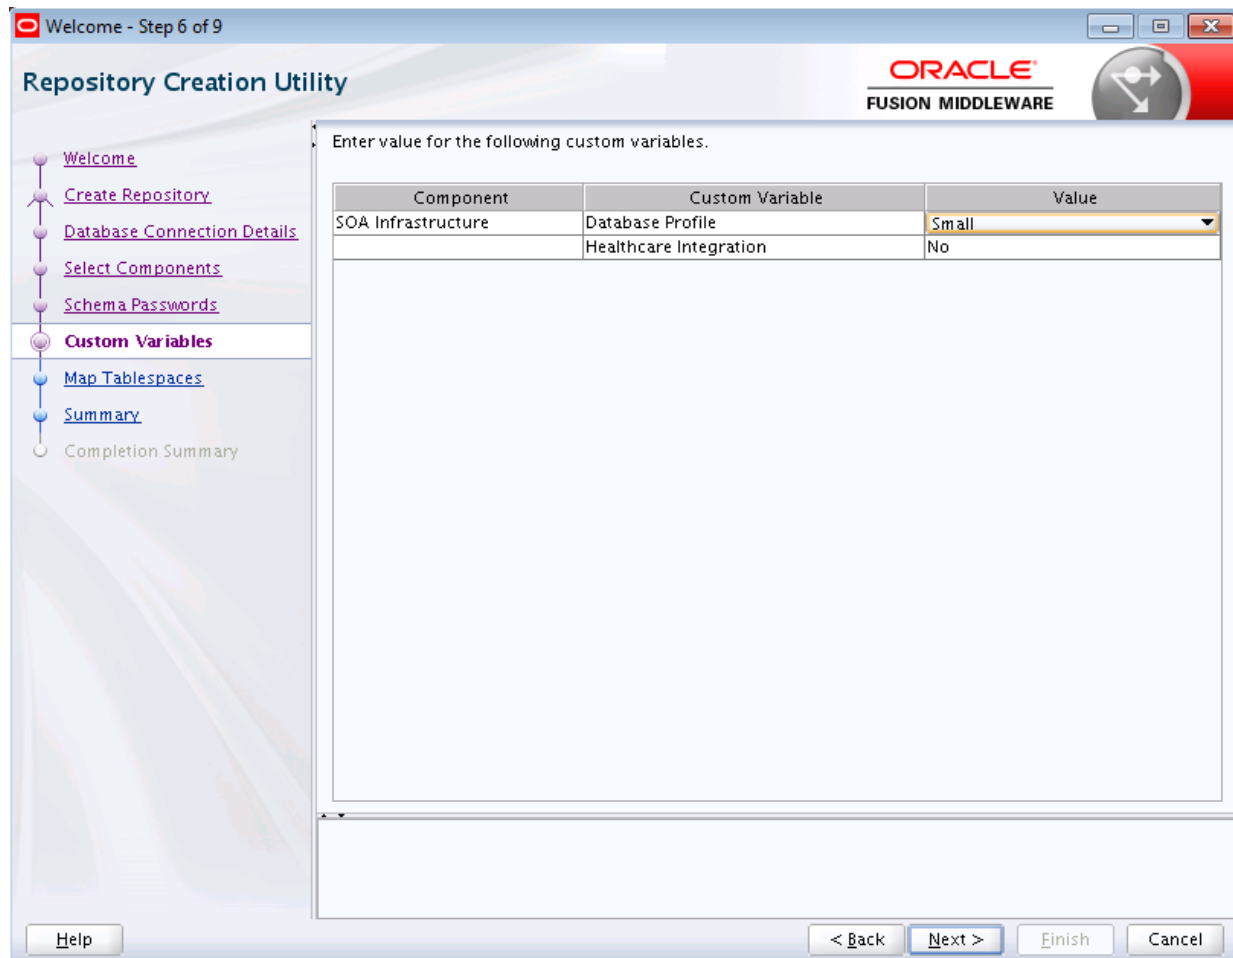 Welcome - Step 6 of 9
Repository Creation Utility
ORACLE
FUSION MIDDLEWARE
Welcome
Create Repository
Database Connection Details
Select Components
Schema Passwords
Custom Variables
Map Tablespaces
Summary
Completion Summary
Enter value for the following custom variables.
Component Custom Variable Value
SOA Infrastructure Database Profile Small
Healthcare Integration No
Help < Back Next > Finish Cancel